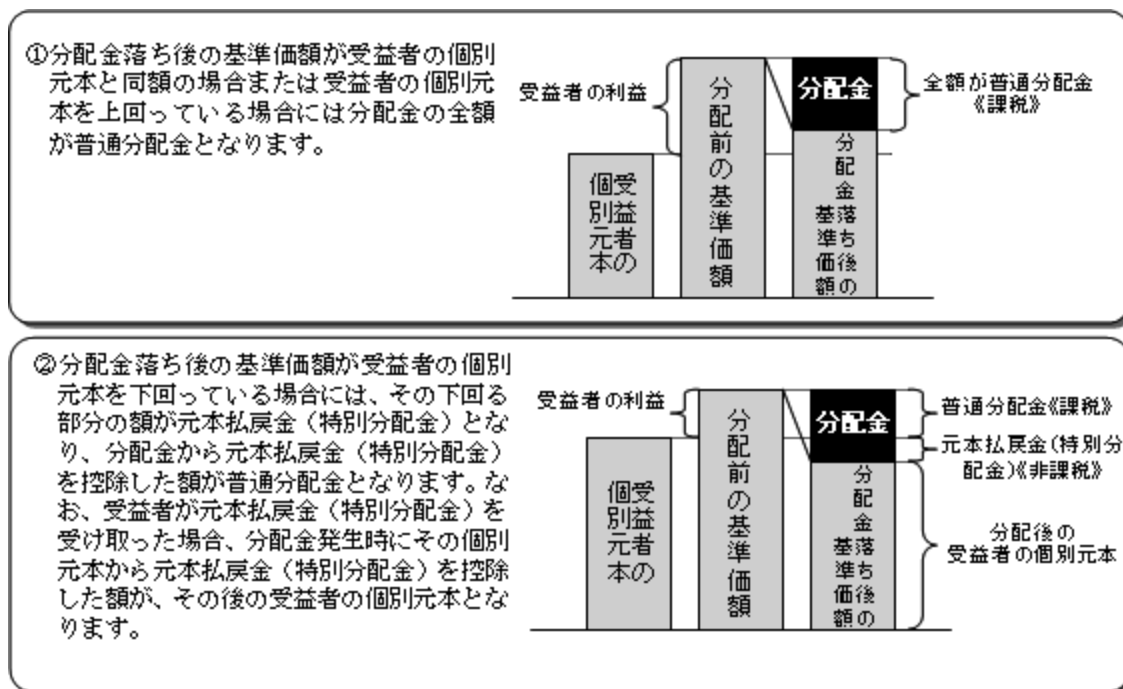 ①分配金落ち後の基準価額が受益者の個別
元本と同額の場合または受益者の個別元
本を上回っている場合には分配金の全額
が普通分配金となります。
受益者の利益
受益者の
個別元本
分配前の基準価額
分配金
分配金落ち後の
基準価額
全額が普通分配金
《課税》
②分配金落ち後の基準価額が受益者の個別
元本を下回っている場合には、その下回る
部分の額が元本払戻金(特別分配金)とな
り、分配金から元本払戻金(特別分配金)
を控除した額が普通分配金となります。な
お、受益者が元本払戻金(特別分配金)を
受け取った場合、分配金発生時にその個別
元本から元本払戻金(特別分配金)を控除
した額が、その後の受益者の個別元本とな
ります。
受益者の利益
受益者の
個別元本
分配前の基準価額
分配金
分配金落ち後の
基準価額
普通分配金《課税》
元本払戻金(特別分
配金)《非課税》
分配後の
受益者の個別元本